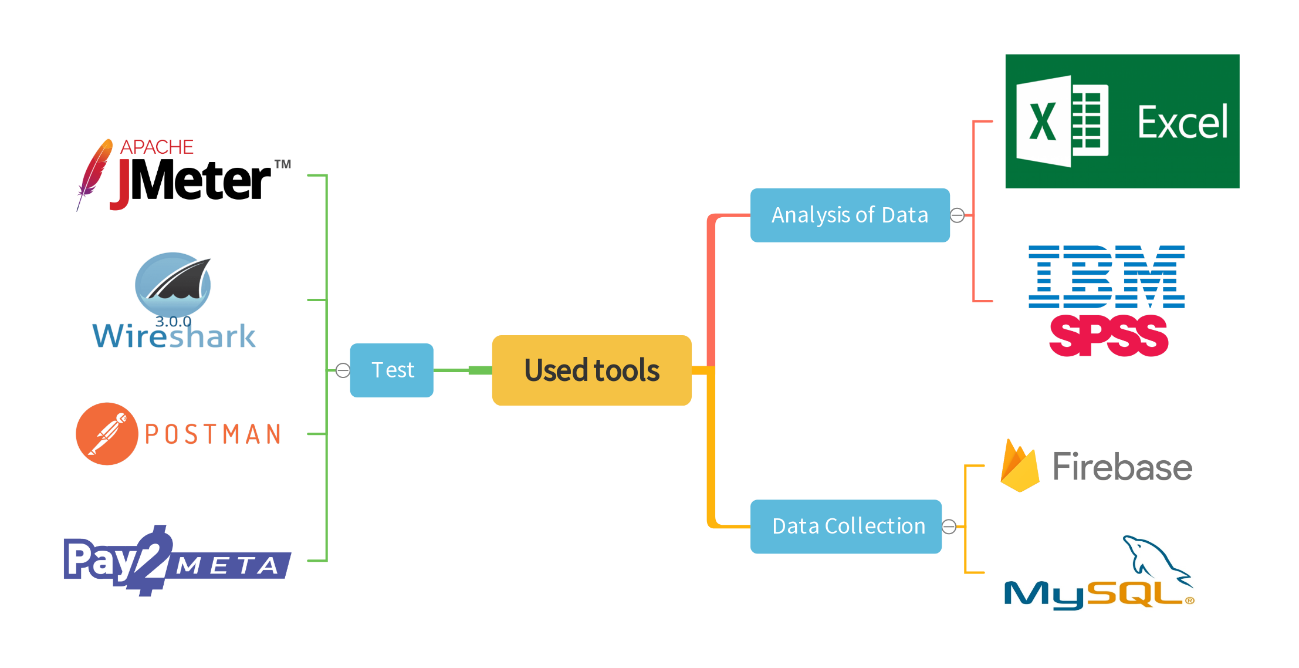 APACHE
JMeter™
3.0.0
Wireshark
POSTMAN
Pay2META
Test
Used tools
Analysis of Data
X Excel
IBM
SPSS
Data Collection
Firebase
MySQL®